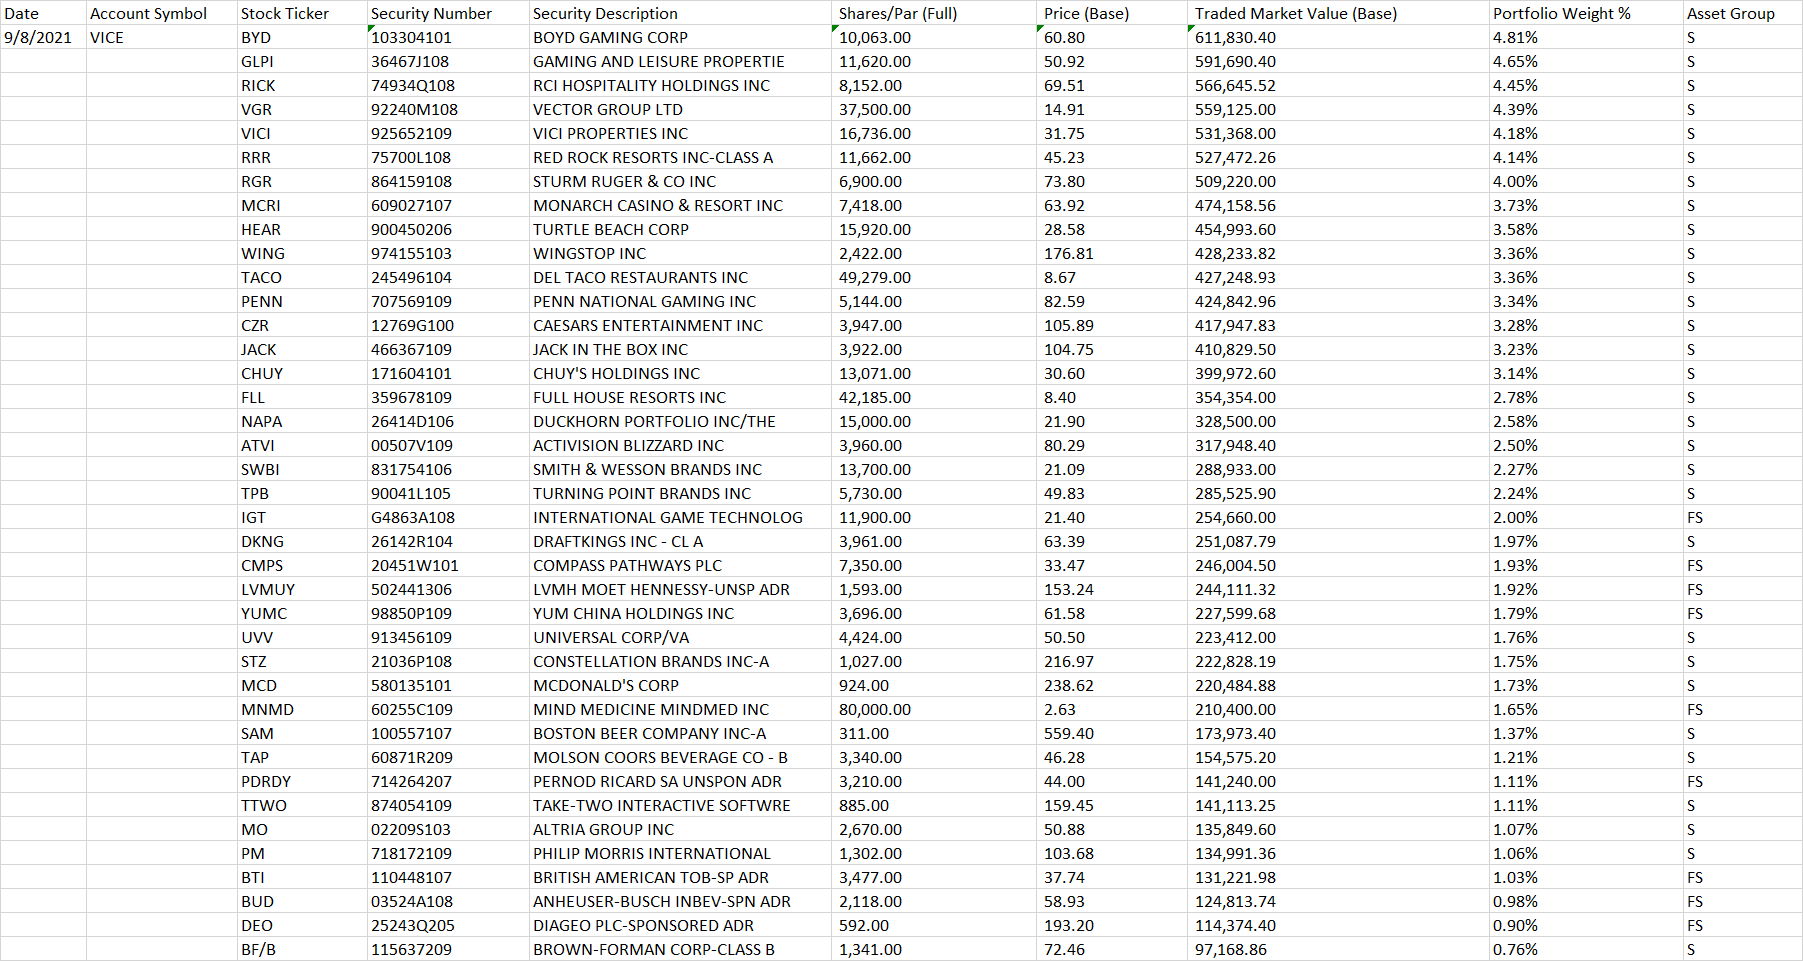 Date Account Symbol Stock Ticker Security Number Security Description Shares/Par (Full) Price (Base) Traded Market Value (Base) Portfolio Weight % Asset Group
9/8/2021 VICE BYD 103304101 BOYD GAMING CORP 10,063.00 60.80 611,830.40 4.81% S
GLPI 36467J108 GAMING AND LEISURE PROPERTIE 11,620.00 50.92 591,690.40 4.65% S
RICK 74934Q108 RCI HOSPITALITY HOLDINGS INC 8,152.00 69.51 566,645.52 4.45% S
VGR 92240M108 VECTOR GROUP LTD 37,500.00 14.91 559,125.00 4.39% S
VICI 925652109 VICI PROPERTIES INC 16,736.00 31.75 531,368.00 4.18% S
RRR 75700L108 RED ROCK RESORTS INC-CLASS A 11,662.00 45.23 527,472.26 4.14% S
RGR 864159108 STURM RUGER & CO INC 6,900.00 73.80 509,220.00 4.00% S
MCRI 609027107 MONARCH CASINO & RESORT INC 7,418.00 63.92 474,158.56 3.73% S
HEAR 900450206 TURTLE BEACH CORP 15,920.00 28.58 454,993.60 3.58% S
WING 974155103 WINGSTOP INC 2,422.00 176.81 428,233.82 3.36% S
TACO 245496104 DEL TACO RESTAURANTS INC 49,279.00 8.67 427,248.93 3.36% S
PENN 707569109 PENN NATIONAL GAMING INC 5,144.00 82.59 424,842.96 3.34% S
CZR 12769G100 CAESARS ENTERTAINMENT INC 3,947.00 105.89 417,947.83 3.28% S
JACK 466367109 JACK IN THE BOX INC 3,922.00 104.75 410,829.50 3.23% S
CHUY 171604101 CHUY'S HOLDINGS INC 13,071.00 30.60 399,972.60 3.14% S
FLL 359678109 FULL HOUSE RESORTS INC 42,185.00 8.40 354,354.00 2.78% S
NAPA 26414D106 DUCKHORN PORTFOLIO INC/THE 15,000.00 21.90 328,500.00 2.58% S
ATVI 00507V109 ACTIVISION BLIZZARD INC 3,960.00 80.29 317,948.40 2.50% S
SWBI 831754106 SMITH & WESSON BRANDS INC 13,700.00 21.09 288,933.00 2.27% S
TPB 90041L105 TURNING POINT BRANDS INC 5,730.00 49.83 285,525.90 2.24% S
IGT G4863A108 INTERNATIONAL GAME TECHNOLOG 11,900.00 21.40 254,660.00 2.00% FS
DKNG 26142R104 DRAFTKINGS INC - CL A 3,961.00 63.39 251,087.79 1.97% S
CMPS 20451W101 COMPASS PATHWAYS PLC 7,350.00 33.47 246,004.50 1.93% FS
LVMUY 502441306 LVMH MOET HENNESSY-UNSP ADR 1,593.00 153.24 244,111.32 1.92% FS
YUMC 98850P109 YUM CHINA HOLDINGS INC 3,696.00 61.58 227,599.68 1.79% FS
UVV 913456109 UNIVERSAL CORP/VA 4,424.00 50.50 223,412.00 1.76% S
STZ 21036P108 CONSTELLATION BRANDS INC-A 1,027.00 216.97 222,828.19 1.75% S
MCD 580135101 MCDONALD'S CORP 924.00 238.62 220,484.88 1.73% S
MNMD 60255C109 MIND MEDICINE MINDMED INC 80,000.00 2.63 210,400.00 1.65% FS
SAM 100557107 BOSTON BEER COMPANY INC-A 311.00 559.40 173,973.40 1.37% S
TAP 60871R209 MOLSON COORS BEVERAGE CO - B 3,340.00 46.28 154,575.20 1.21% S
PDRDY 714264207 PERNOD RICARD SA UNSPON ADR 3,210.00 44.00 141,240.00 1.11% FS
TTWO 874054109 TAKE-TWO INTERACTIVE SOFTWRE 885.00 159.45 141,113.25 1.11% S
MO 02209S103 ALTRIA GROUP INC 2,670.00 50.88 135,849.60 1.07% S
PM 718172109 PHILIP MORRIS INTERNATIONAL 1,302.00 103.68 134,991.36 1.06% S
BTI 110448107 BRITISH AMERICAN TOB-SP ADR 3,477.00 37.74 131,221.98 1.03% FS
BUD 03524A108 ANHEUSER-BUSCH INBEV-SPN ADR 2,118.00 58.93 124,813.74 0.98% FS
DEO 25243Q205 DIAGEO PLC-SPONSORED ADR 592.00 193.20 114,374.40 0.90% FS
BF/B 115637209 BROWN-FORMAN CORP-CLASS B 1,341.00 72.46 97,168.86 0.76% S